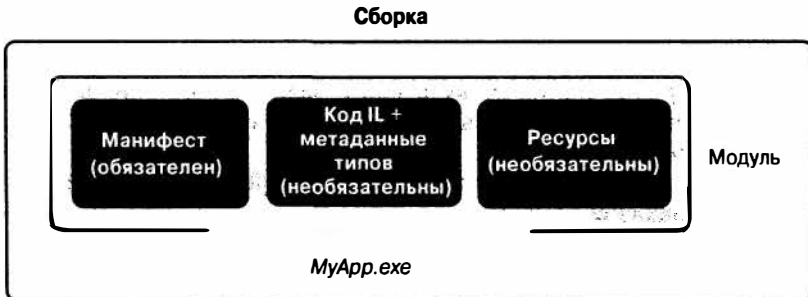 Сборка
Манифест
(обязателен)
Код IL +
метаданные
типов
(необязательны)
Ресурсы
(необязательны)
Модуль
MyApp.exe